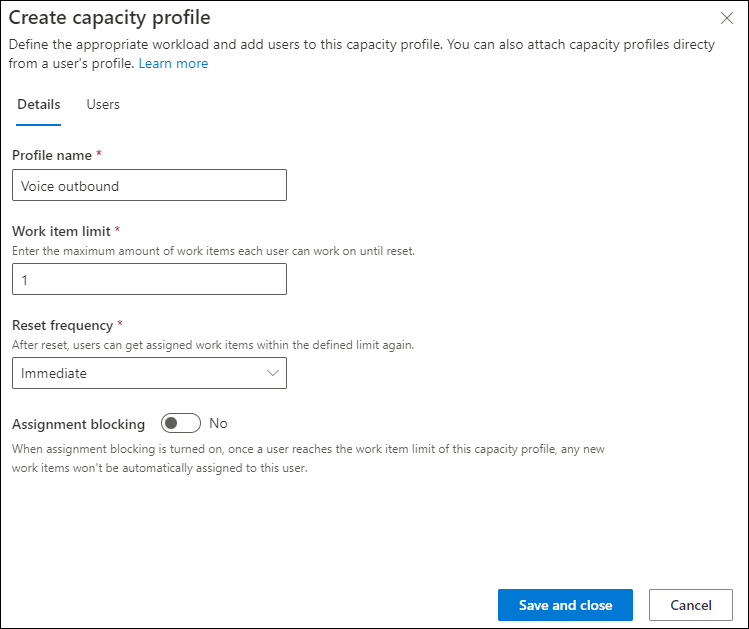 Create capacity profile
Define the appropriate workload and add users to this capacity profile. You can also attach capacity profiles directy
from a user's profile. Learn more
Details Users
Profile name *
Voice outbound
Work item limit *
Enter the maximum amount of work items each user can work on until reset.
1
Reset frequency *
After reset, users can get assigned work items within the defined limit again.
Immediate
Assignment blocking No
When assignment blocking is turned on, once a user reaches the work item limit of this capacity profile, any new
work items won't be automatically assigned to this user.
Save and close Cancel